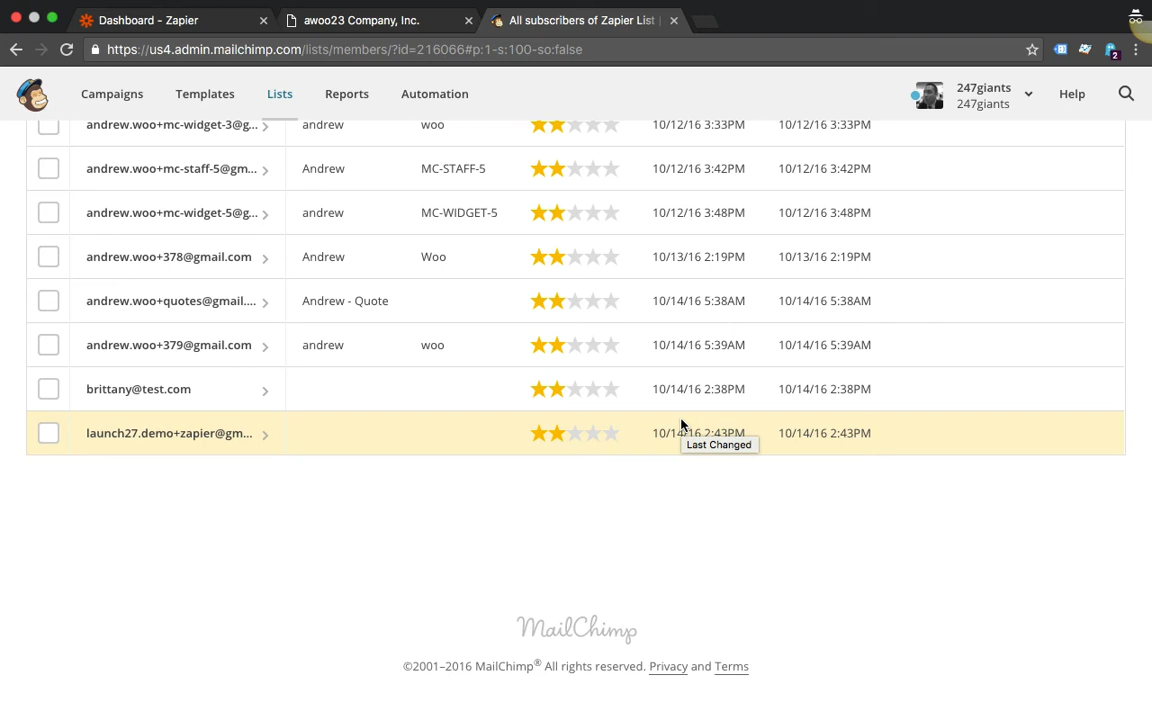 Dashboard - Zapier
awoo23 Company, Inc.
All subscribers of Zapier List
https://us4.admin.mailchimp.com/lists/members/?id=216066#p:1-s:100-so:false
2
Campaigns Templates Lists Reports Automation
247giants
247giants
Help
andrew.woo+mc-widget-3@g... andrew woo 10/12/16 3:33PM 10/12/16 3:33PM
andrew.woo+mc-staff-5@gm... Andrew MC-STAFF-5 10/12/16 3:42PM 10/12/16 3:42PM
andrew.woo+mc-widget-5@g... andrew MC-WIDGET-5 10/12/16 3:48PM 10/12/16 3:48PM
andrew.woo+378@gmail.com Andrew Woo 10/13/16 2:19PM 10/13/16 2:19PM
andrew.woo+quotes@gmail.... Andrew - Quote 10/14/16 5:38AM 10/14/16 5:38AM
andrew.woo+379@gmail.com andrew woo 10/14/16 5:39AM 10/14/16 5:39AM
brittany@test.com 10/14/16 2:38PM 10/14/16 2:38PM
launch27.demo+zapier@gm... 10/14/16 2:43PM 10/14/16 2:43PM
Last Changed
MailChimp
©2001–2016 MailChimp® All rights reserved. Privacy and Terms